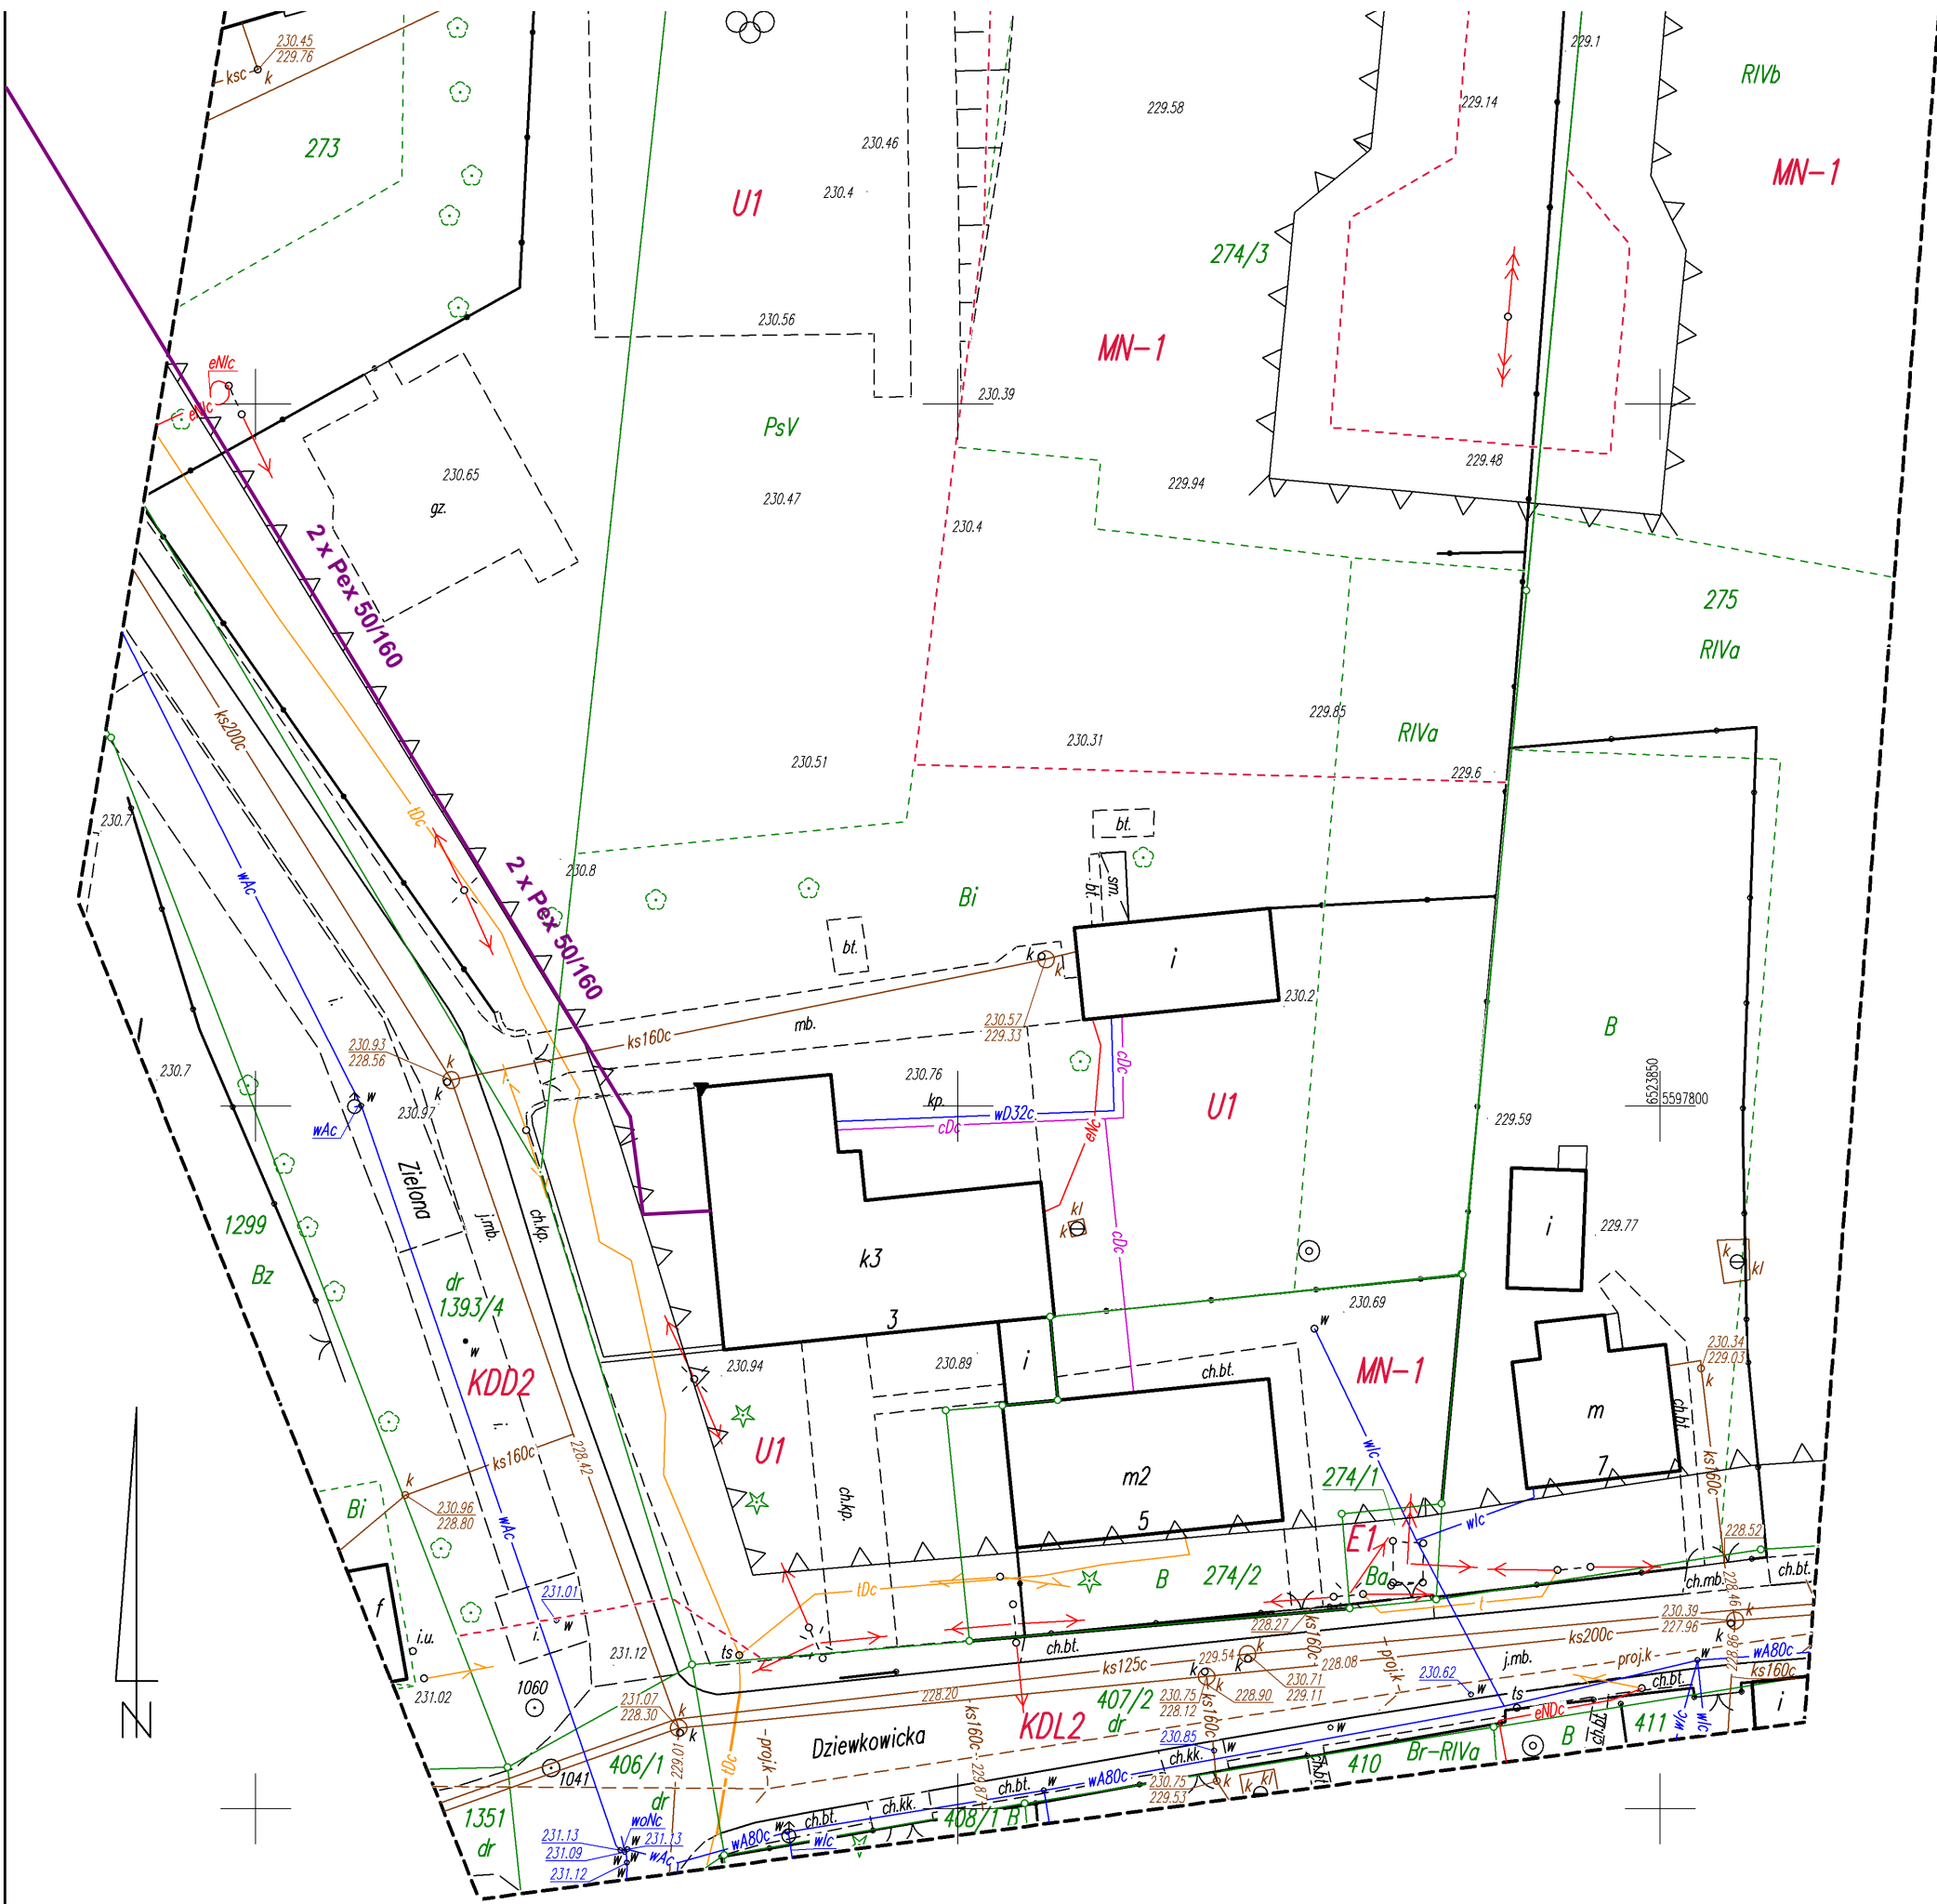 230.45
229.76
ksc
k
273
U1
230.46
230.4
229.58
229.1
229.14
RIVb
MN-1
274/3
230.56
MN-1
230.39
eNlc
eNc
PsV
230.65
gz.
230.47
230.4
229.94
229.48
2 x Pex 50/160
275
RIVa
ks200c
229.85
RIVa
230.31
230.51
229.6
tDc
230.7
wAc
230.8
2 x Pex 50/160
Bi
bt.
bt.
sm.
bt.
i
k
k
230.2
B
i.
mb.
230.57
229.33
ks160c
230.93
228.56
k
k
230.7
w
230.97
wAc
230.76
kp.
wD32c
cDc
cDc
eNc
U1
229.59
6523850
5597800
Zielona
j.mb.
ch.kp.
1299
Bz
dr
1393/4
w
KDD2
i.
k3
3
kl
k
cDc
i
229.77
k
kl
230.69
w
230.94
230.89
i
ch.bt.
MN-1
230.34
229.03
k
m
ch.bt.
7
ks160c
U1
ch.kp.
m2
5
wlc
274/1
E1
wlc
228.52
ks160c
228.42
k
230.96
228.80
Bi
wAc
f
231.01
w
i.
tDc
B
274/2
Ba
t
ch.mb.
ch.bt.
228.46
i.u.
231.02
231.12
ts
ch.bt.
228.27
ks160c
230.39
227.96
k
k
ks200c
ks125c
229.54
k
k
230.71
229.11
228.08
proj.k
j.mb.
proj.k
w
wA80c
ks160c
1060
231.07
228.30
k
k
228.20
k
k
230.75
228.12
228.90
407/2
dr
KDL2
230.62
w
ts
ch.bt.
eNDc
i
Dziewkowicka
proj.k
ks160c
229.87
ks160c
230.85
w
w
ch.kk.
410
Br-RIVa
B
411
wlc
wlc
1041
406/1
dr
229.01
tDc
1351
dr
woNc
231.13
231.09
231.12
w
231.13
w
w
w
wAc
wA80c
w
ch.bt.
wlc
ch.kk.
ch.bt.
w
408/1
B
wA80c
230.75
229.53
k
k
kl
ch.bt.
N